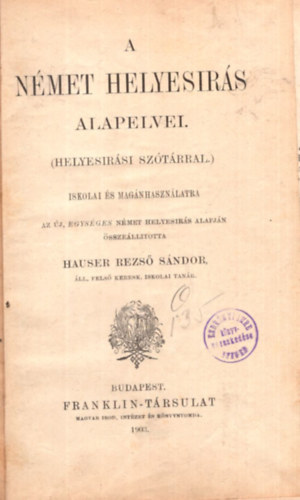 A
NÉMET HELYESIRÁS
ALAPELVEI.
(HELYESIRÁSI SZÓTÁRRAL.)
ISKOLAI ÉS MAGÁNHASZNÁLATRA
AZ ÚJ, EGYSÉGES NÉMET HELYESIRÁS ALAPJÁN
ÖSSZEÁLLITOTTA
HAUSER REZSŐ SÁNDOR,
ÁLL. FELSŐ KERESK. ISKOLAI TANÁR.
BUDAPEST.
FRANKLIN-TÁRSULAT
MAGYAR IROD. INTÉZET ÉS KÖNYVNYOMDA.